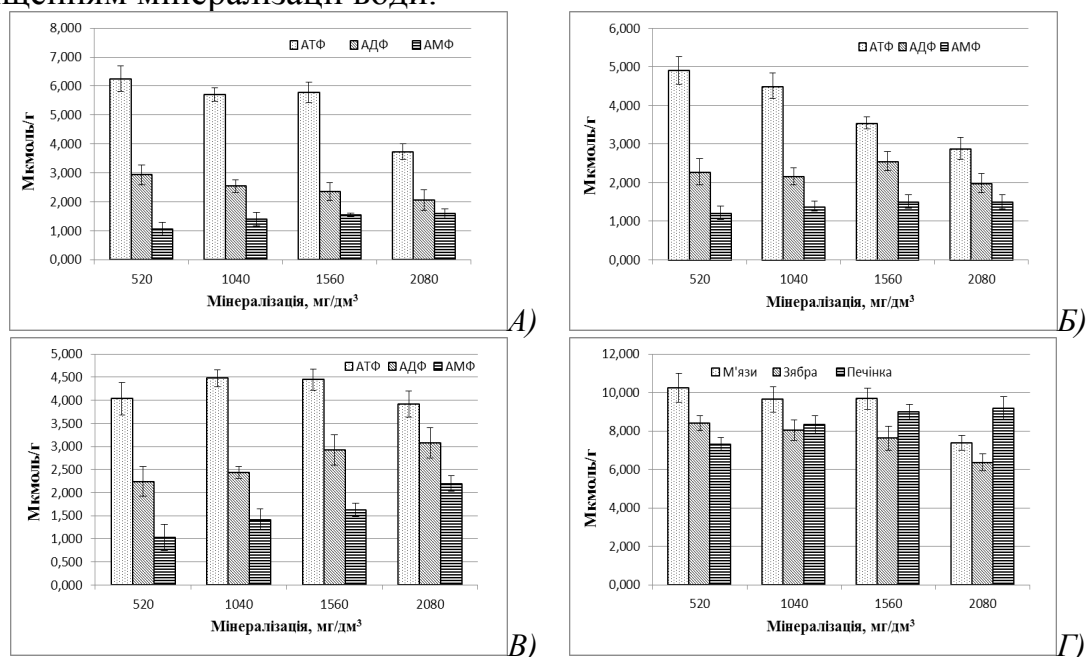 щенням мінералізації води.
8,000
7,000
6,000
5,000
4,000
3,000
2,000
1,000
0,000
Мкмоль/г
АТФ АДФ АМФ
520 1040 1560 2080
Мінералізація, мг/дм³
А)
6,000
5,000
4,000
3,000
2,000
1,000
0,000
Мкмоль/г
АТФ АДФ АМФ
520 1040 1560 2080
Мінералізація, мг/дм³
Б)
5,000
4,500
4,000
3,500
3,000
2,500
2,000
1,500
1,000
0,500
0,000
Мкмоль/г
АТФ АДФ АМФ
520 1040 1560 2080
Мінералізація, мг/дм³
В)
12,000
10,000
8,000
6,000
4,000
2,000
0,000
Мкмоль/г
М'язи Зябра Печінка
520 1040 1560 2080
Мінералізація, мг/дм³
Г)